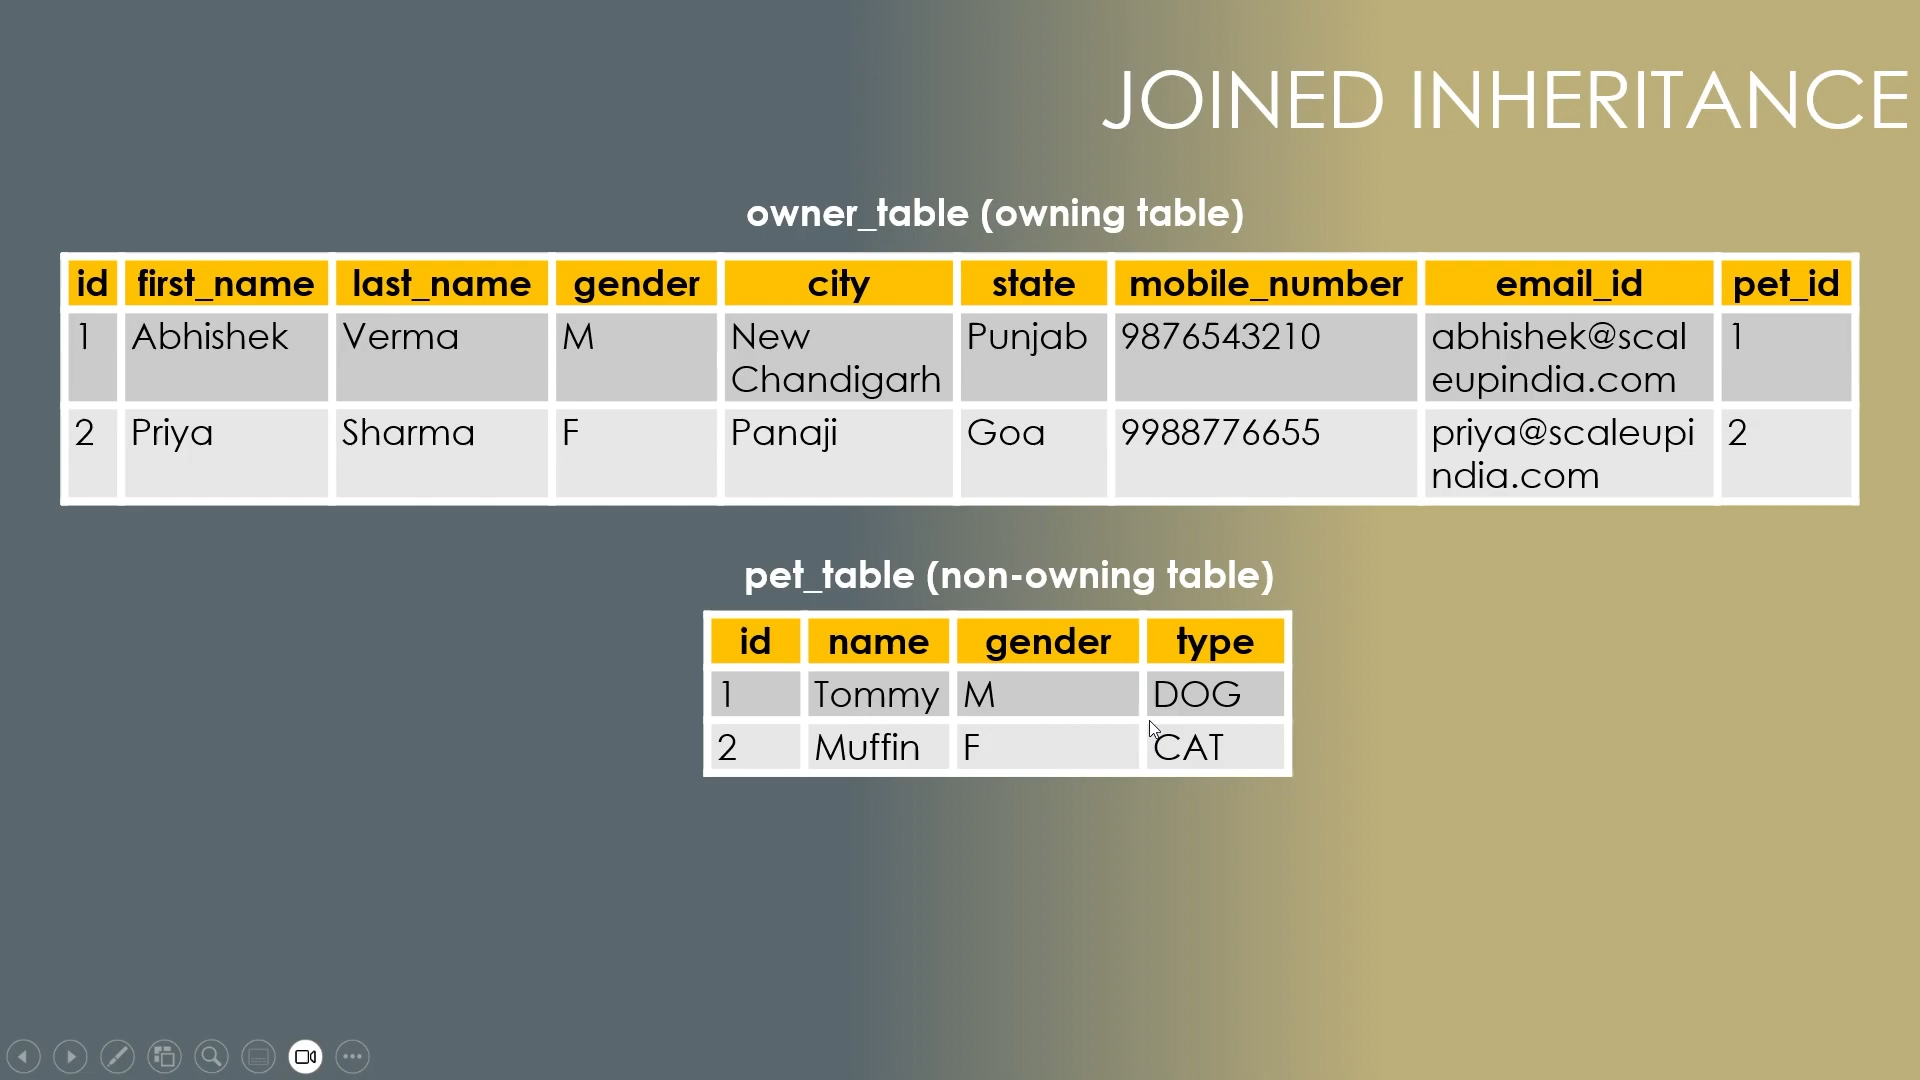 JOINED INHERITANCE
owner_table (owning table)
id first_name last_name gender city state mobile_number email_id pet_id
1 Abhishek Verma M New Chandigarh Punjab 9876543210 abhishek@scaleupindia.com 1
2 Priya Sharma F Panaji Goa 9988776655 priya@scaleupindia.com 2
pet_table (non-owning table)
id name gender type
1 Tommy M DOG
2 Muffin F CAT